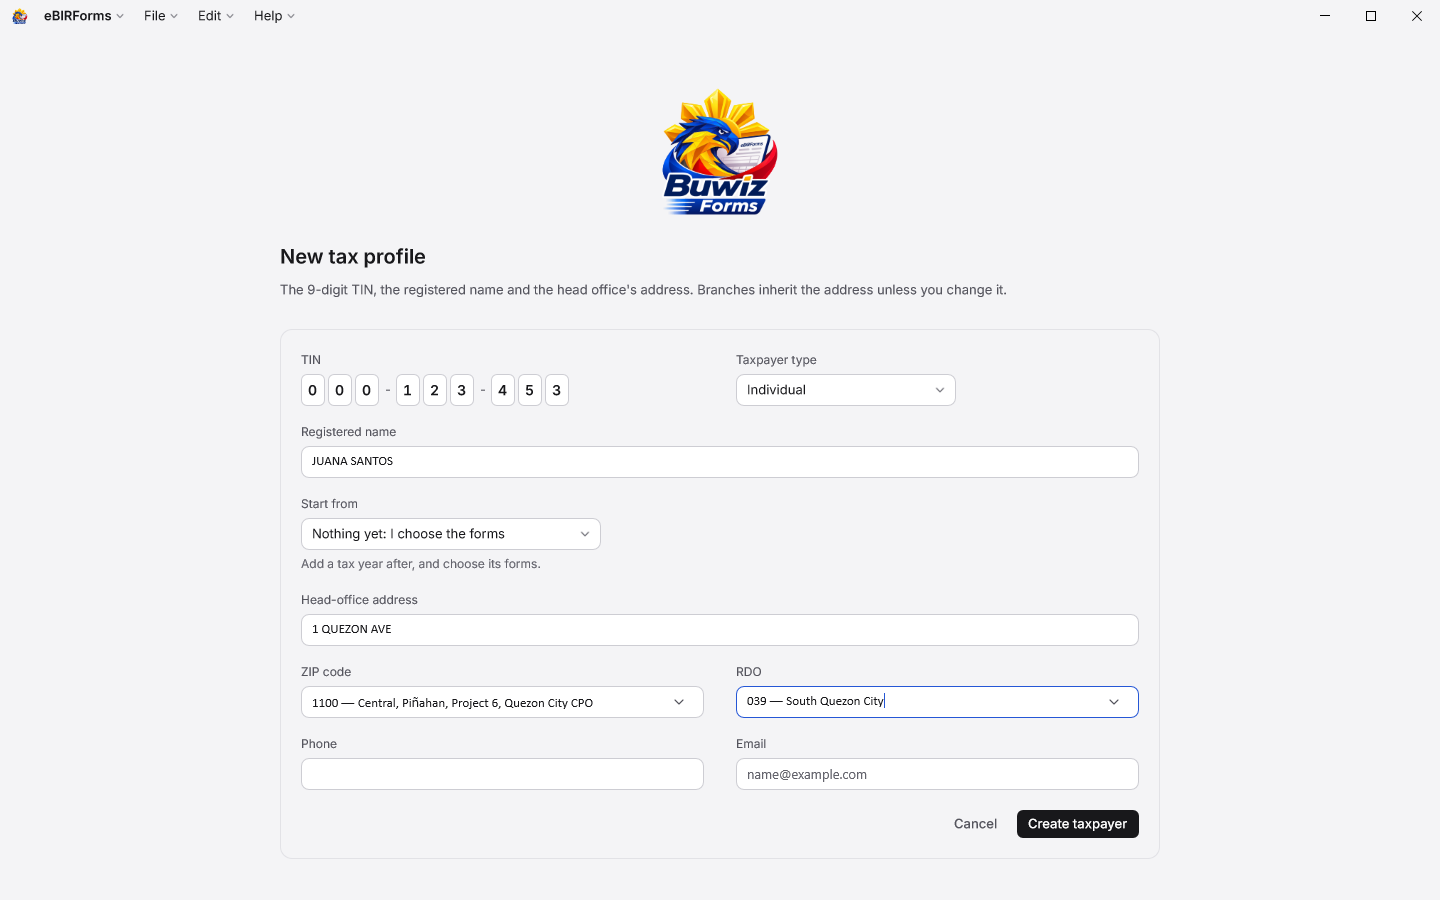 eBIRForms File Edit Help
eBIRForms
Buwiz
Forms
New tax profile
The 9-digit TIN, the registered name and the head office's address. Branches inherit the address unless you change it.
TIN
0 0 0 - 1 2 3 - 4 5 3
Taxpayer type
Individual
Registered name
JUANA SANTOS
Start from
Nothing yet: I choose the forms
Add a tax year after, and choose its forms.
Head-office address
1 QUEZON AVE
ZIP code
1100 — Central, Piñahan, Project 6, Quezon City CPO
RDO
039 — South Quezon City
Phone
Email
name@example.com
Cancel
Create taxpayer